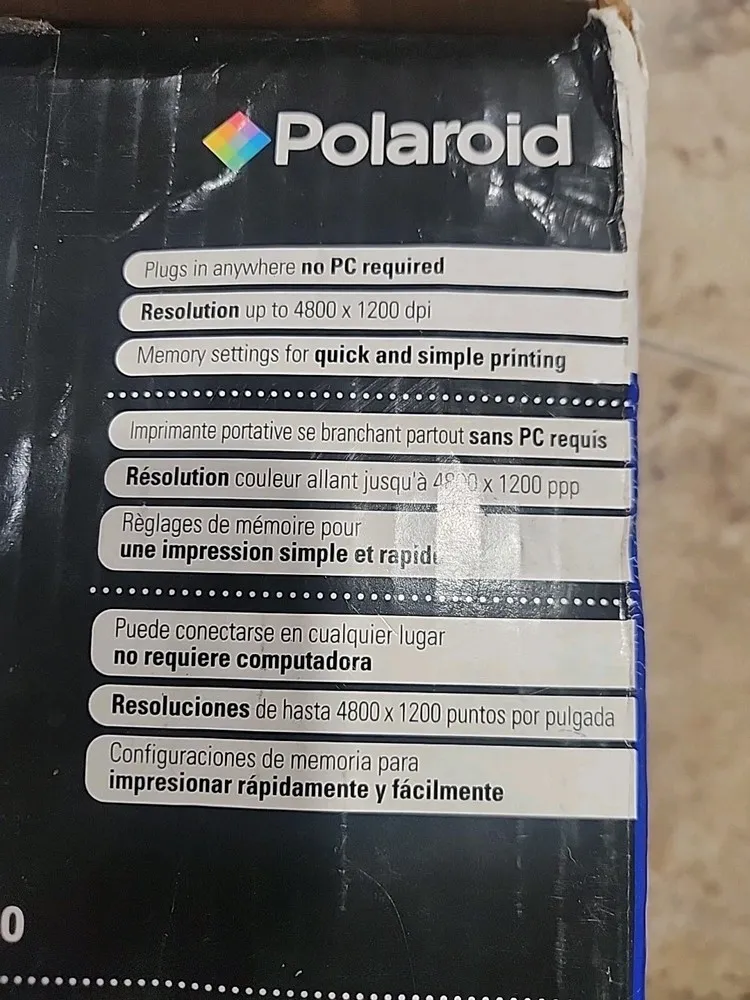 Polaroid
Plugs in anywhere no PC required
Resolution up to 4800 x 1200 dpi
Memory settings for quick and simple printing
Imprimante portative se branchant partout sans PC requis
Résolution couleur allant jusqu'à x 1200 ppp
Règlages de mémoire pour
une impression simple et
Puede conectarse en cualquier lugar
no requiere computadora
Resoluciones de hasta 4800 x 1200 puntos por pulgada
Configuraciones de memoria para
impresionar rápidamente y fácilmente
0